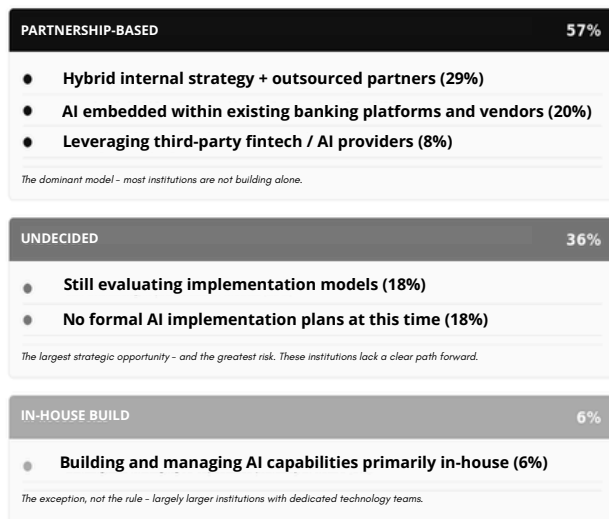 PARTNERSHIP-BASED 57%
● Hybrid internal strategy + outsourced partners (29%)
● AI embedded within existing banking platforms and vendors (20%)
● Leveraging third-party fintech / AI providers (8%)
The dominant model - most institutions are not building alone.
UNDECIDED 36%
● Still evaluating implementation models (18%)
● No formal AI implementation plans at this time (18%)
The largest strategic opportunity - and the greatest risk. These institutions lack a clear path forward.
IN-HOUSE BUILD 6%
● Building and managing AI capabilities primarily in-house (6%)
The exception, not the rule - largely larger institutions with dedicated technology teams.